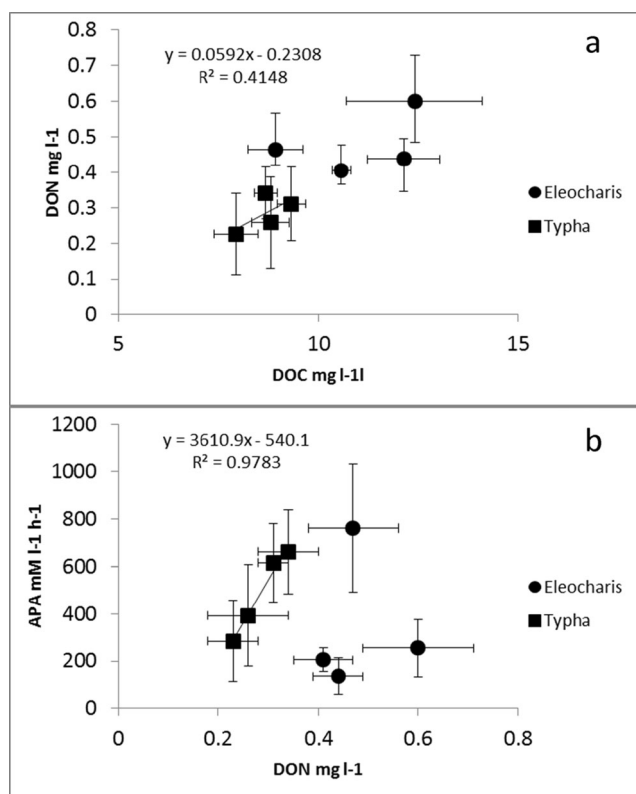 a
y = 0.0592x - 0.2308
R² = 0.4148
DON mg l-1
0.8
0.7
0.6
0.5
0.4
0.3
0.2
0.1
0
5 10 15
DOC mg l-1l
Eleocharis
Typha
b
y = 3610.9x - 540.1
R² = 0.9783
APA mM l-1 h-1
1200
1000
800
600
400
200
0
0 0.2 0.4 0.6 0.8
DON mg l-1
Eleocharis
Typha